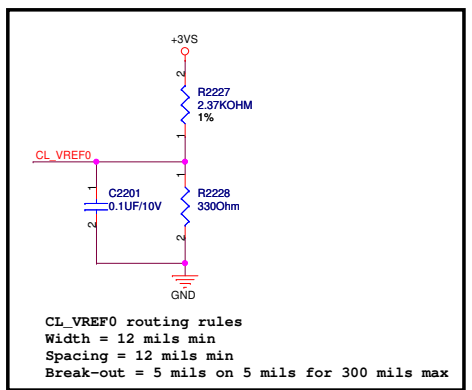 +3VS
2
R2227
2.37KOHM
1%
1
CL_VREF0
1
C2201
0.1UF/10V
2
1
R2228
330Ohm
2
GND
CL_VREF0 routing rules
Width = 12 mils min
Spacing = 12 mils min
Break-out = 5 mils on 5 mils for 300 mils max